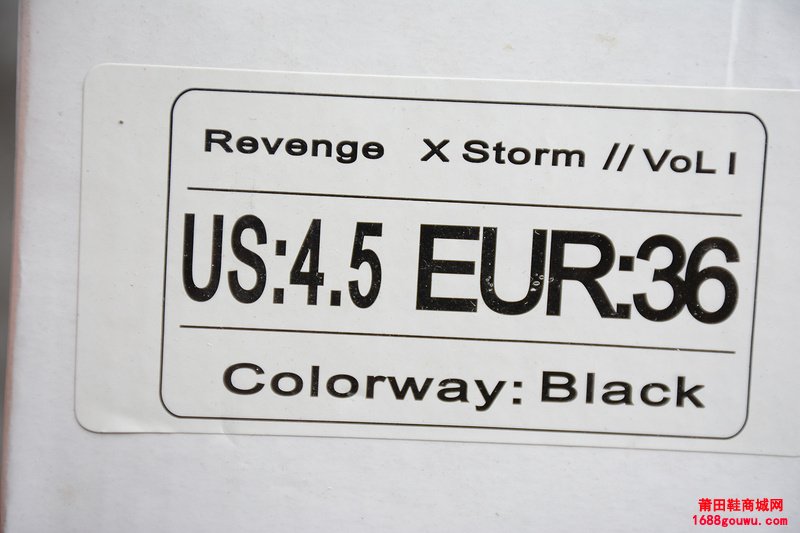 Revenge X Storm // VoL I
US:4.5 EUR:36
Colorway: Black
莆田鞋商城网
1688gouwu.com